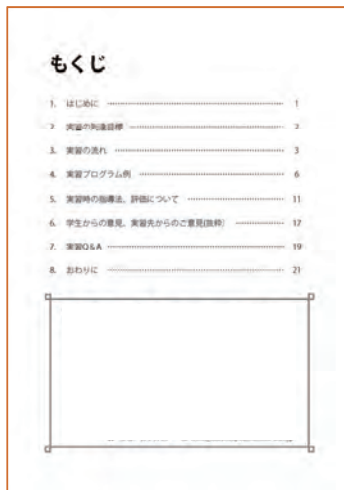 もくじ
1. はじめに 1
2. 実習の到達目標 2
3. 実習の流れ 3
4. 実習プログラム例 6
5. 実習時の指導法、評価について 11
6. 学生からの意見、実習先からのご意見(抜粋) 17
7. 実習Q&A 19
8. おわりに 21